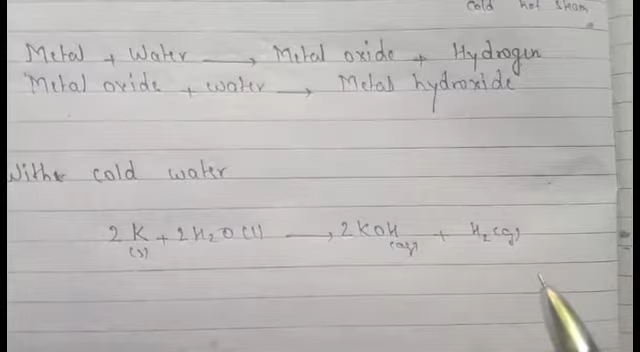 cold hot steam
Metal + Water → Metal oxide + Hydrogen
Metal oxide + water → Metal hydroxide
With cold water
2K(s) + 2H₂O(l) → 2KOH(aq) + H₂(g)